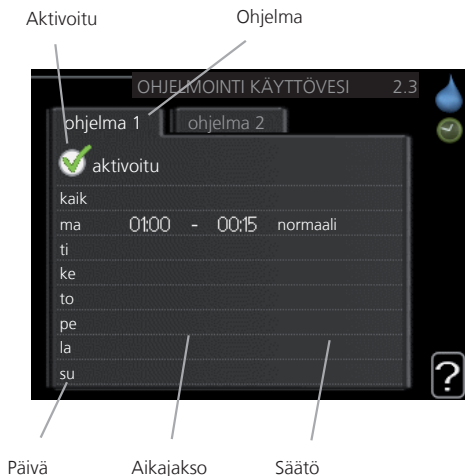 Aktivoitu Ohjelma
OHJELMOINTI KÄYTTÖVESI 2.3
ohjelma 1 ohjelma 2
aktivoitu
kaik
ma 01:00 - 00:15 normaali
ti
ke
to
pe
la
su
?
Päivä Aikajakso Säätö